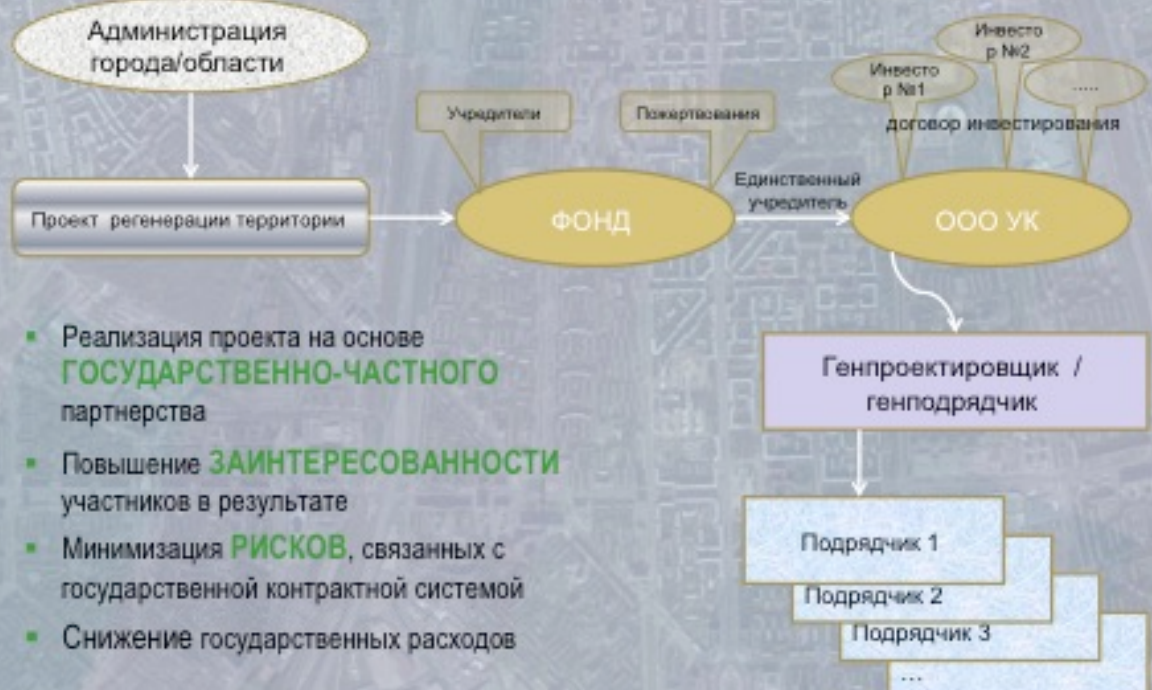 Администрация
города/области
Проект регенерации территории
Учредители
Пожертвования
ФОНД
Единственный
учредитель
Инвесто
р №1
Инвесто
р №2
.....
договор инвестирования
ООО УК
Генпроектировщик /
генподрядчик
Подрядчик 1
Подрядчик 2
Подрядчик 3
...
▪ Реализация проекта на основе
ГОСУДАРСТВЕННО-ЧАСТНОГО
партнерства
▪ Повышение ЗАИНТЕРЕСОВАННОСТИ
участников в результате
▪ Минимизация РИСКОВ, связанных с
государственной контрактной системой
▪ Снижение государственных расходов